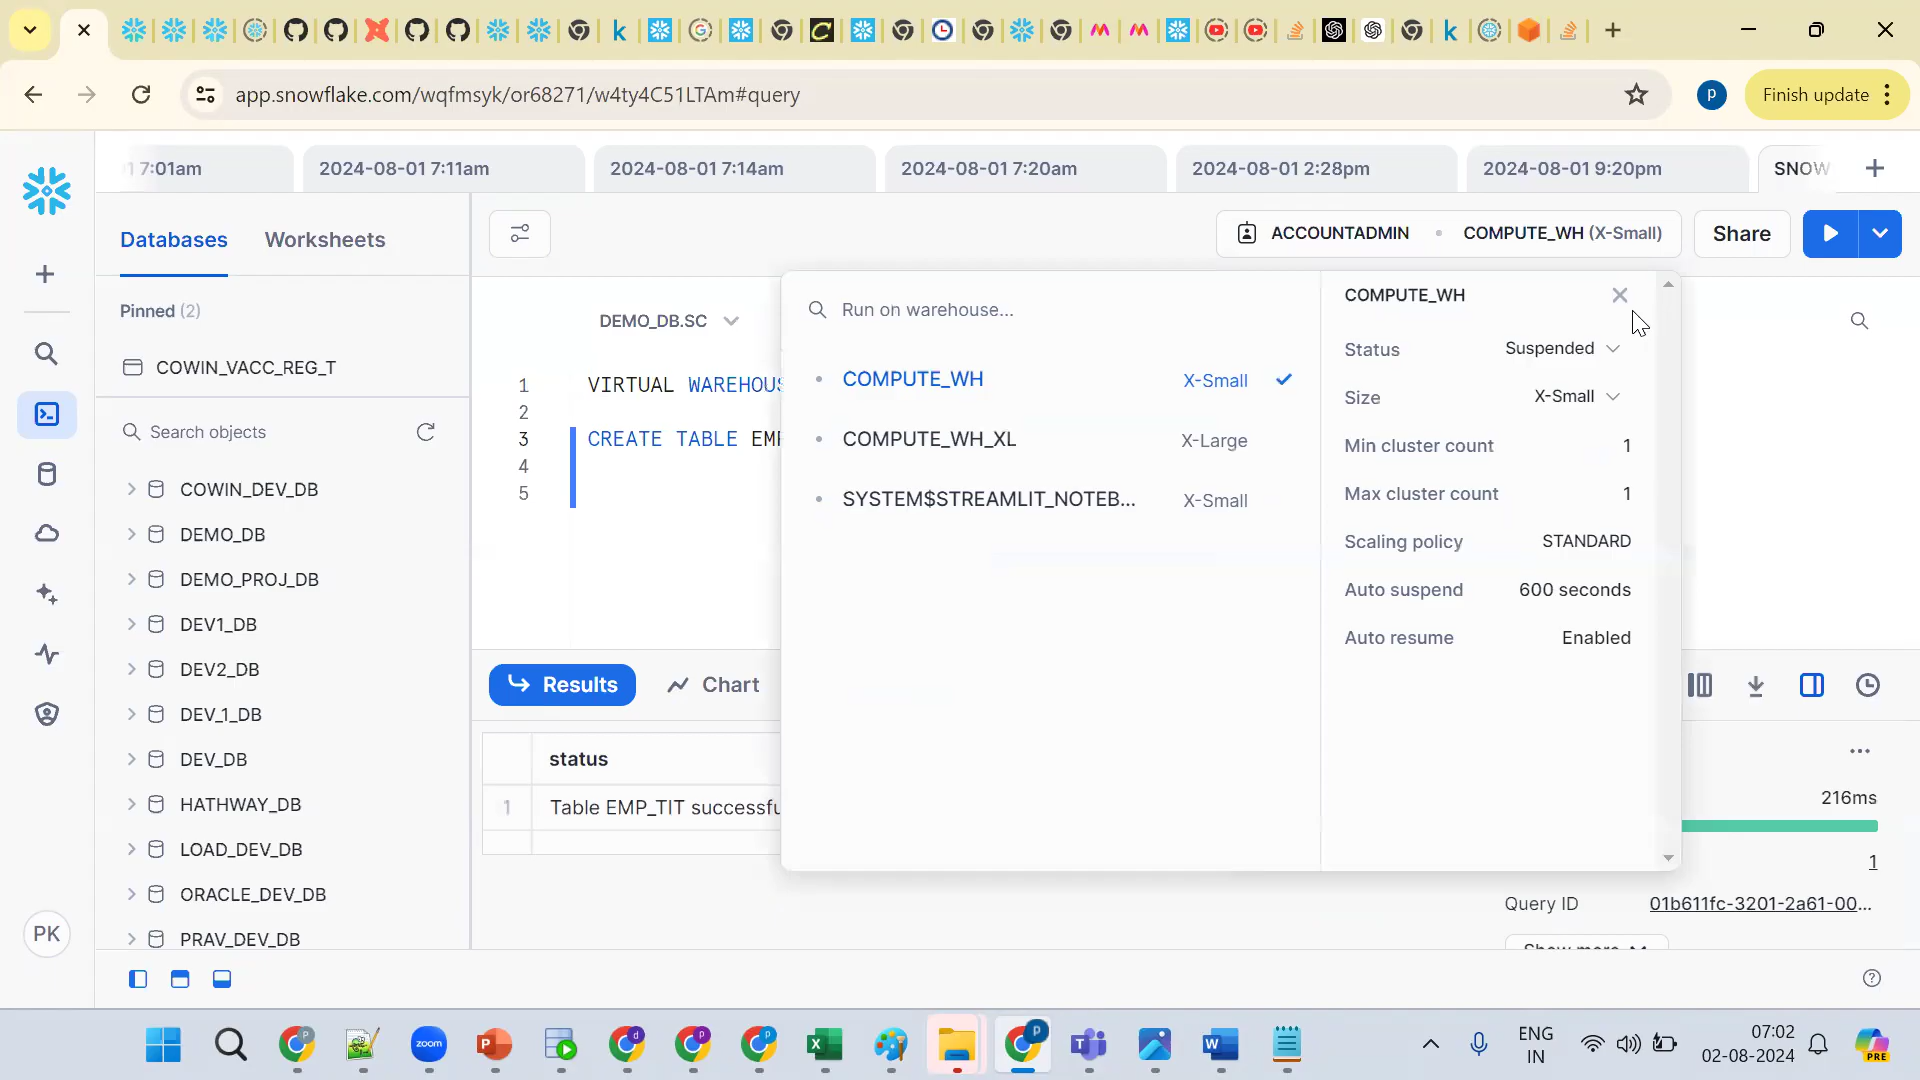 app.snowflake.com/wqfmsyk/or68271/w4ty4C51LTAm#query
p
Finish update
1 7:01am
2024-08-01 7:11am
2024-08-01 7:14am
2024-08-01 7:20am
2024-08-01 2:28pm
2024-08-01 9:20pm
SNOW
Databases
Worksheets
ACCOUNTADMIN
COMPUTE_WH (X-Small)
Share
Pinned (2)
COWIN_VACC_REG_T
Search objects
COWIN_DEV_DB
DEMO_DB
DEMO_PROJ_DB
DEV1_DB
DEV2_DB
DEV_1_DB
DEV_DB
HATHWAY_DB
LOAD_DEV_DB
ORACLE_DEV_DB
PRAV_DEV_DB
PK
DEMO_DB.SC
1 VIRTUAL WAREHOUS
2
3 CREATE TABLE EMP
4
5
Run on warehouse...
COMPUTE_WH X-Small
COMPUTE_WH_XL X-Large
SYSTEM$STREAMLIT_NOTEB... X-Small
COMPUTE_WH
Status Suspended
Size X-Small
Min cluster count 1
Max cluster count 1
Scaling policy STANDARD
Auto suspend 600 seconds
Auto resume Enabled
Results
Chart
status
1 Table EMP_TIT successfu
216ms
1
Query ID 01b611fc-3201-2a61-00...
Show more
zoom
ENG
IN
07:02
02-08-2024
PRE